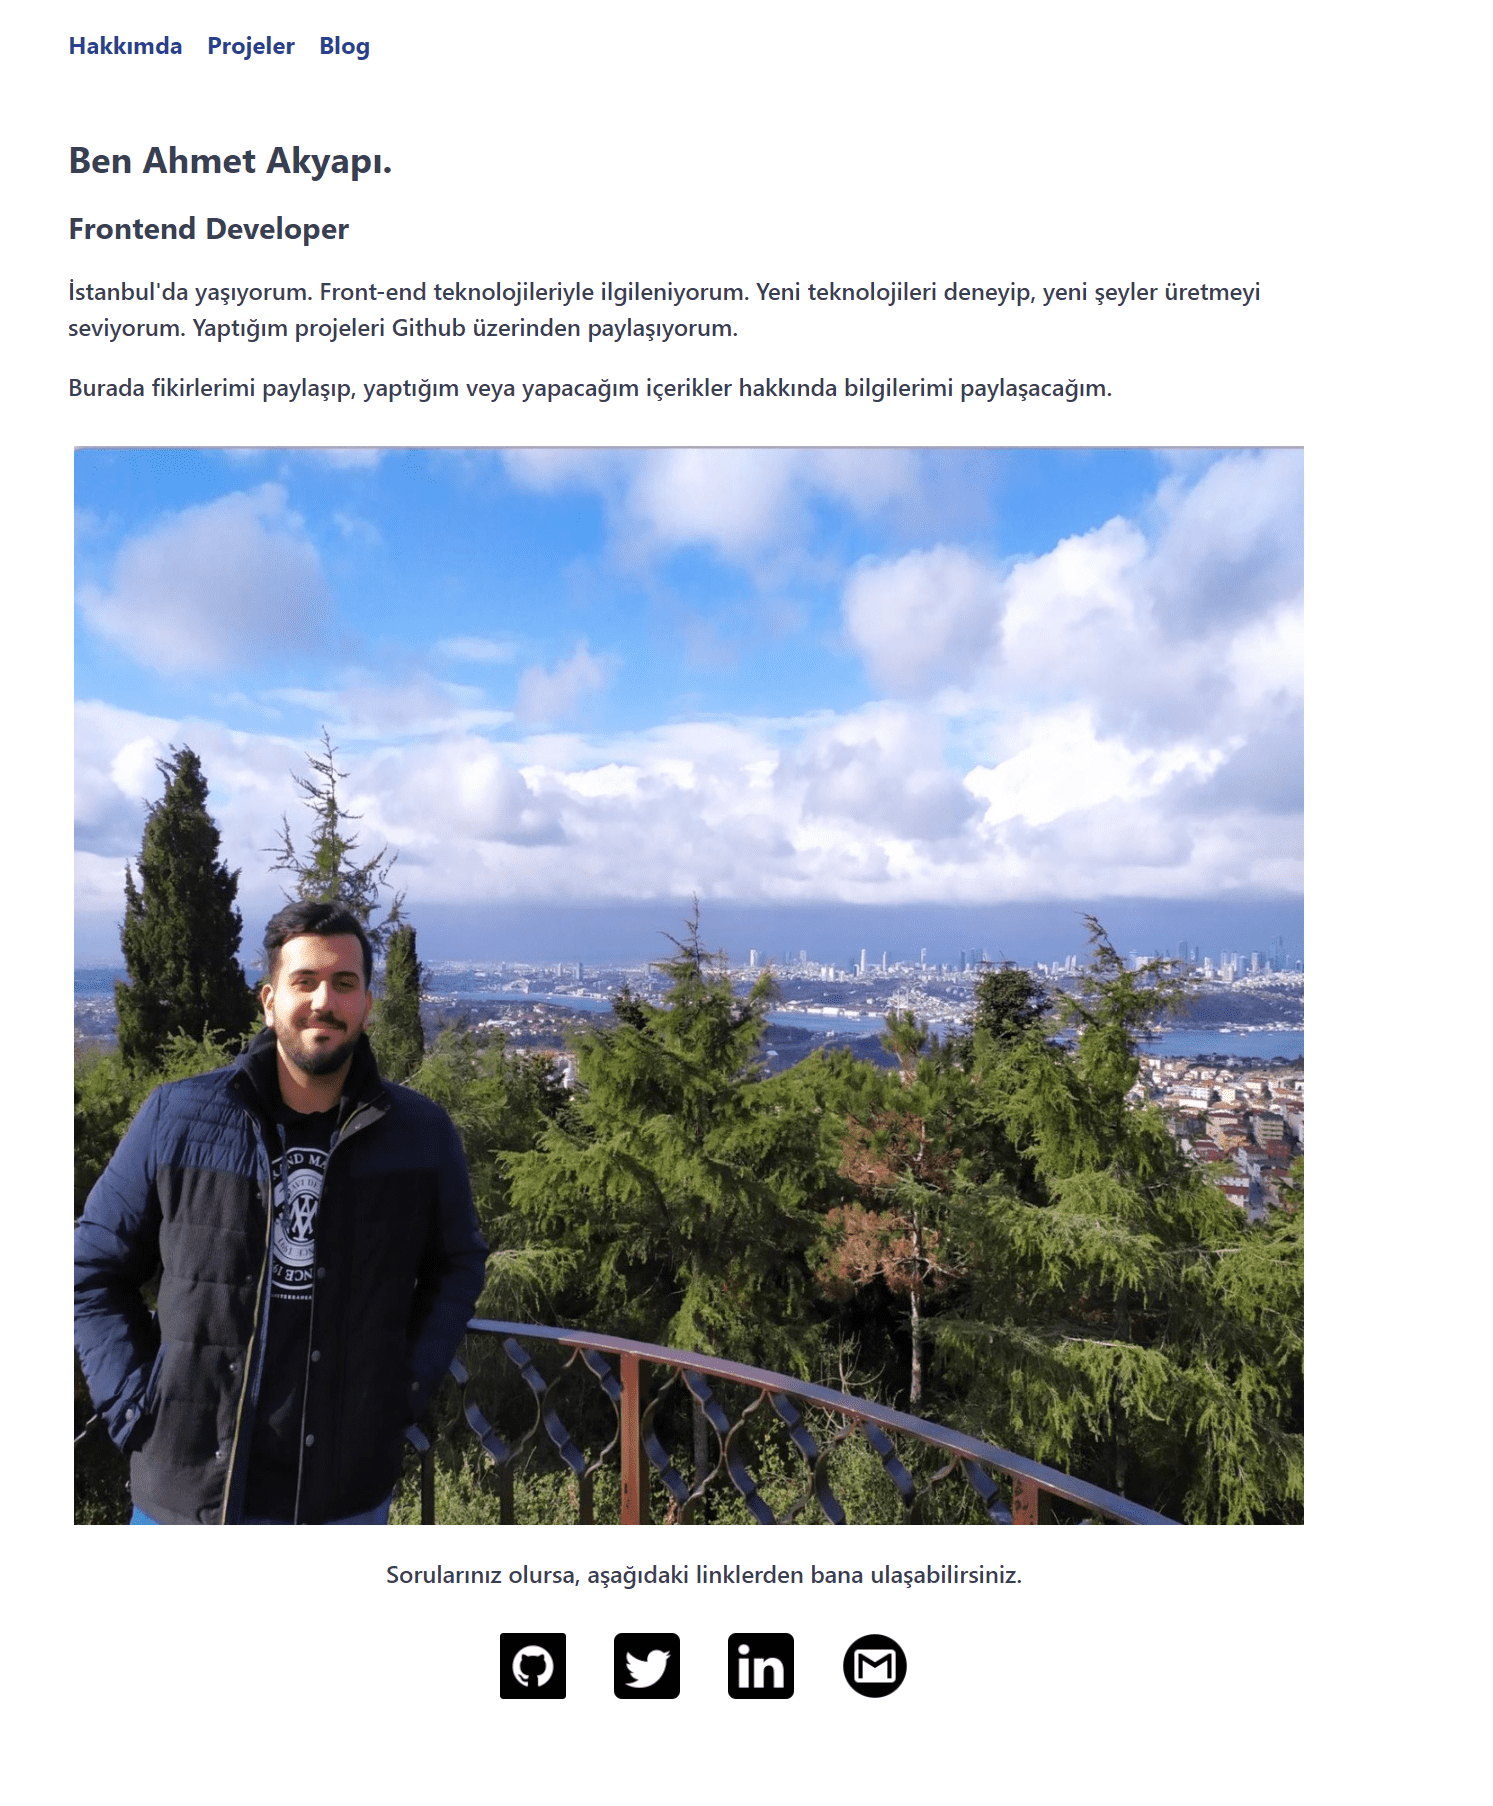 Hakkımda Projeler Blog
Ben Ahmet Akyapı.
Frontend Developer
İstanbul'da yaşıyorum. Front-end teknolojileriyle ilgileniyorum. Yeni teknolojileri deneyip, yeni şeyler üretmeyi
seviyorum. Yaptığım projeleri Github üzerinden paylaşıyorum.
Burada fikirlerimi paylaşıp, yaptığım veya yapacağım içerikler hakkında bilgilerimi paylaşacağım.
Sorularınız olursa, aşağıdaki linklerden bana ulaşabilirsiniz.
in